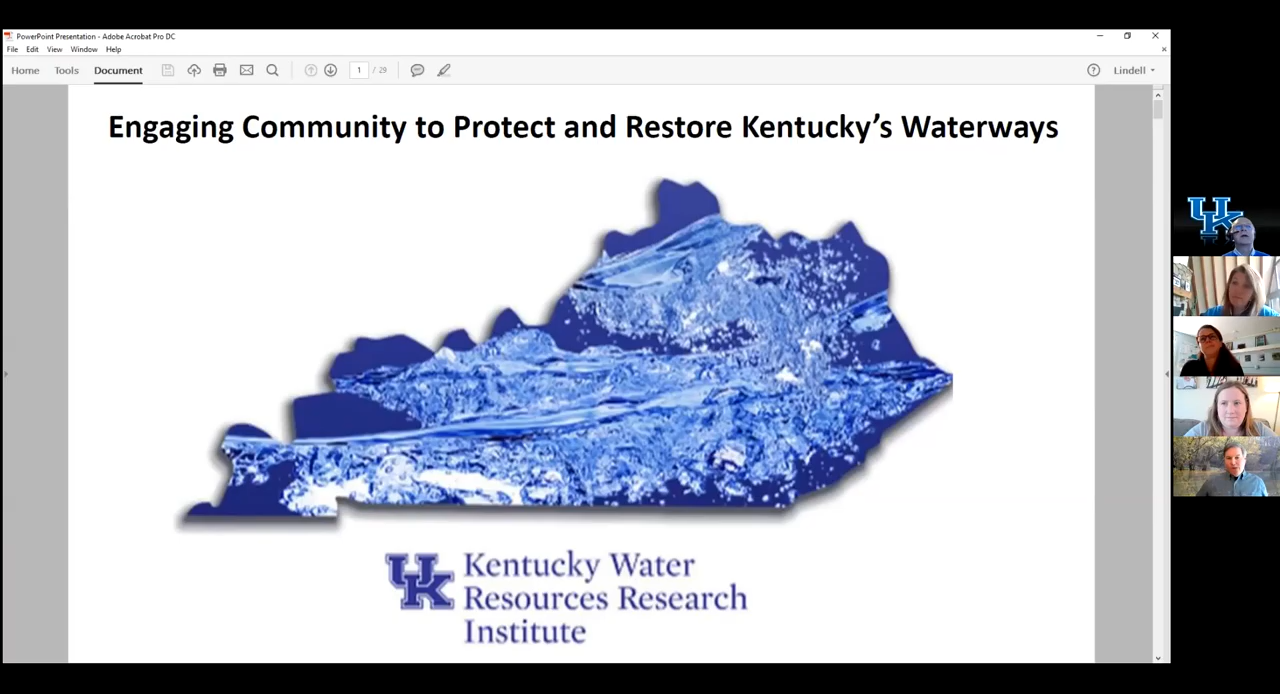 PowerPoint Presentation - Adobe Acrobat Pro DC
File Edit View Window Help
Home Tools Document 1 / 29 Lindell
Engaging Community to Protect and Restore Kentucky’s Waterways
UK
UK Kentucky Water
Resources Research
Institute